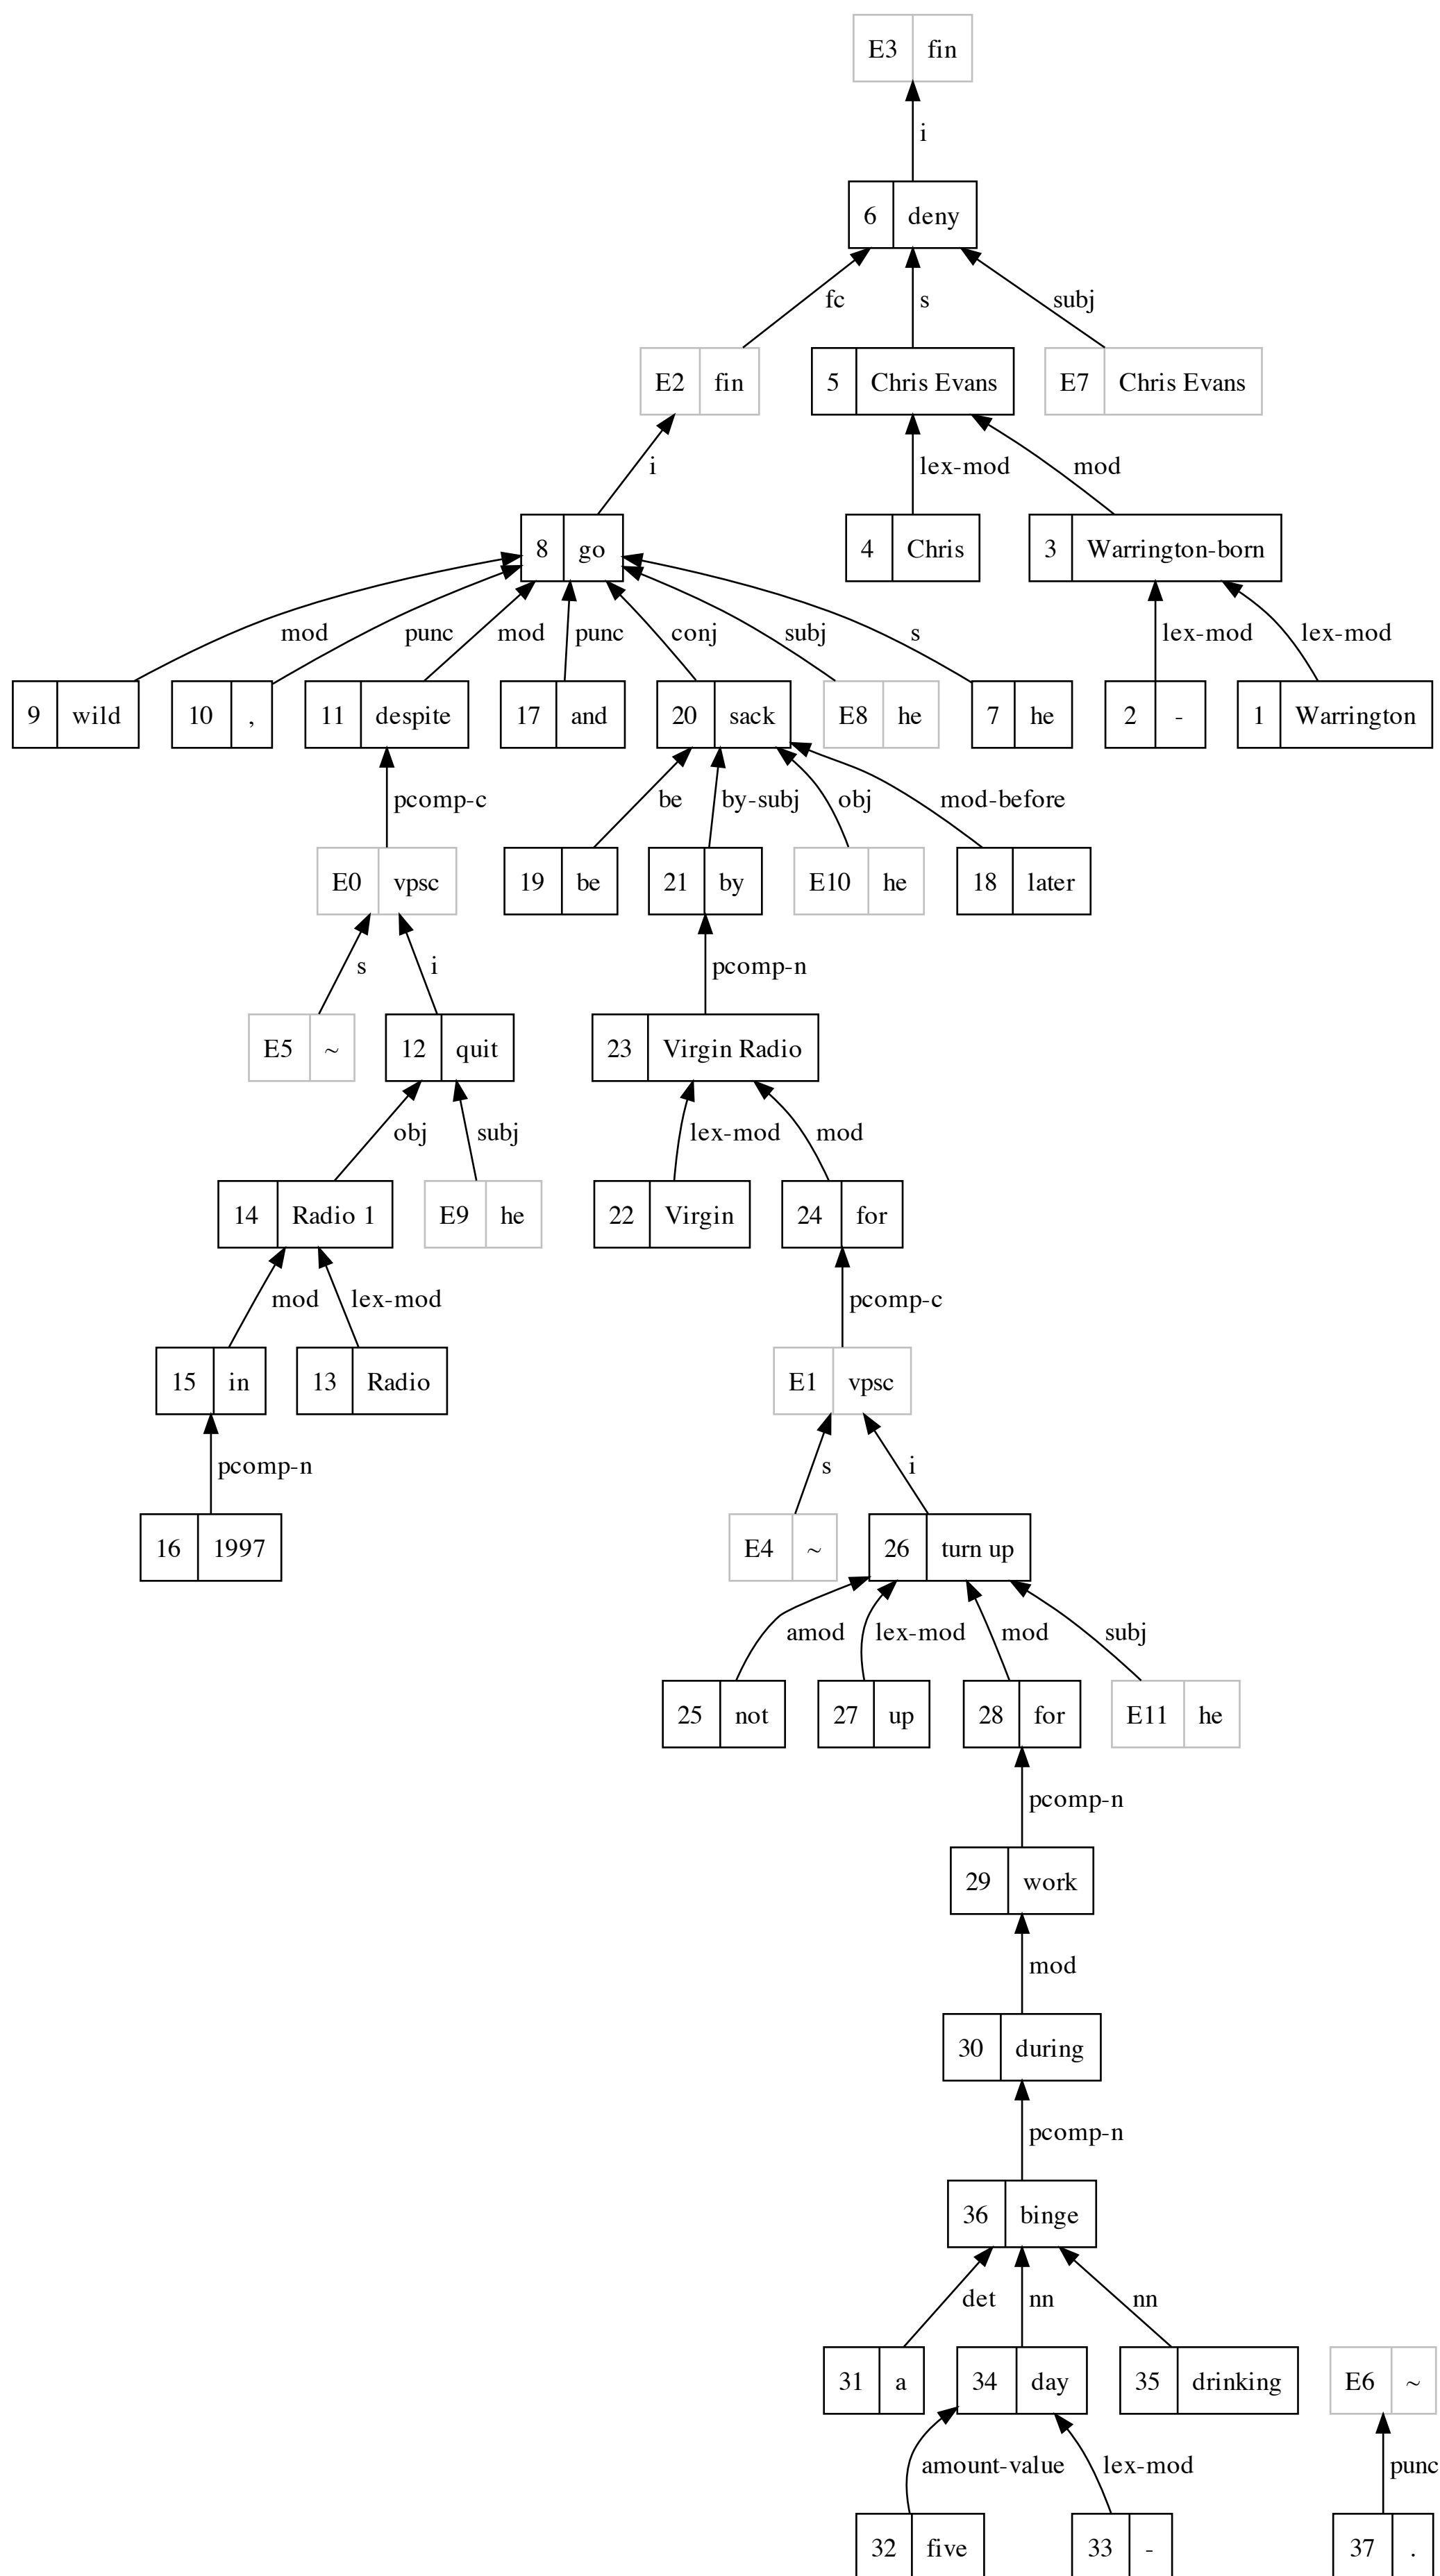 E3 fin
i
6 deny
fc s subj
E2 fin 5 Chris Evans E7 Chris Evans
i lex-mod mod
8 go 4 Chris 3 Warrington-born
mod punc mod punc conj subj s lex-mod lex-mod
9 wild 10 , 11 despite 17 and 20 sack E8 he 7 he 2 - 1 Warrington
pcomp-c be by-subj obj mod-before
E0 vpsc 19 be 21 by E10 he 18 later
s i pcomp-n
E5 ~ 12 quit 23 Virgin Radio
obj subj lex-mod mod
14 Radio 1 E9 he 22 Virgin 24 for
mod lex-mod pcomp-c
15 in 13 Radio E1 vpsc
pcomp-n s i
16 1997 E4 ~ 26 turn up
amod lex-mod mod subj
25 not 27 up 28 for E11 he
pcomp-n
29 work
mod
30 during
pcomp-n
36 binge
det nn nn
31 a 34 day 35 drinking E6 ~
amount-value lex-mod punc
32 five 33 - 37 .